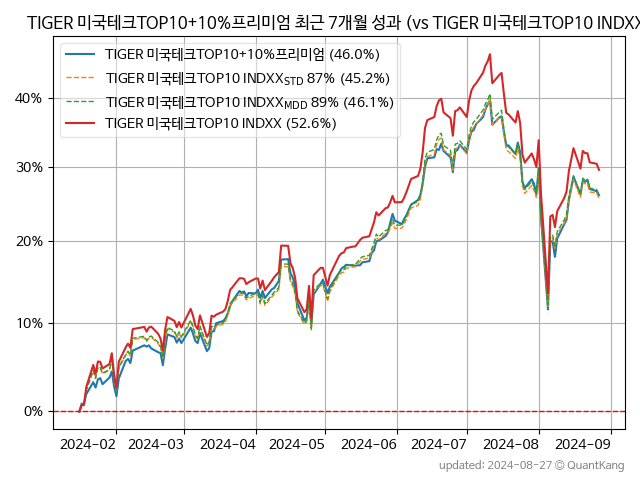 TIGER 미국테크TOP10+10%프리미엄 최근 7개월 성과 (vs TIGER 미국테크TOP10 INDXX
TIGER 미국테크TOP10+10%프리미엄 (46.0%)
TIGER 미국테크TOP10 INDXX_STD 87% (45.2%)
TIGER 미국테크TOP10 INDXX_MDD 89% (46.1%)
TIGER 미국테크TOP10 INDXX (52.6%)
40%
30%
20%
10%
0%
2024-02 2024-03 2024-04 2024-05 2024-06 2024-07 2024-08 2024-09
updated: 2024-08-27 © QuantKang